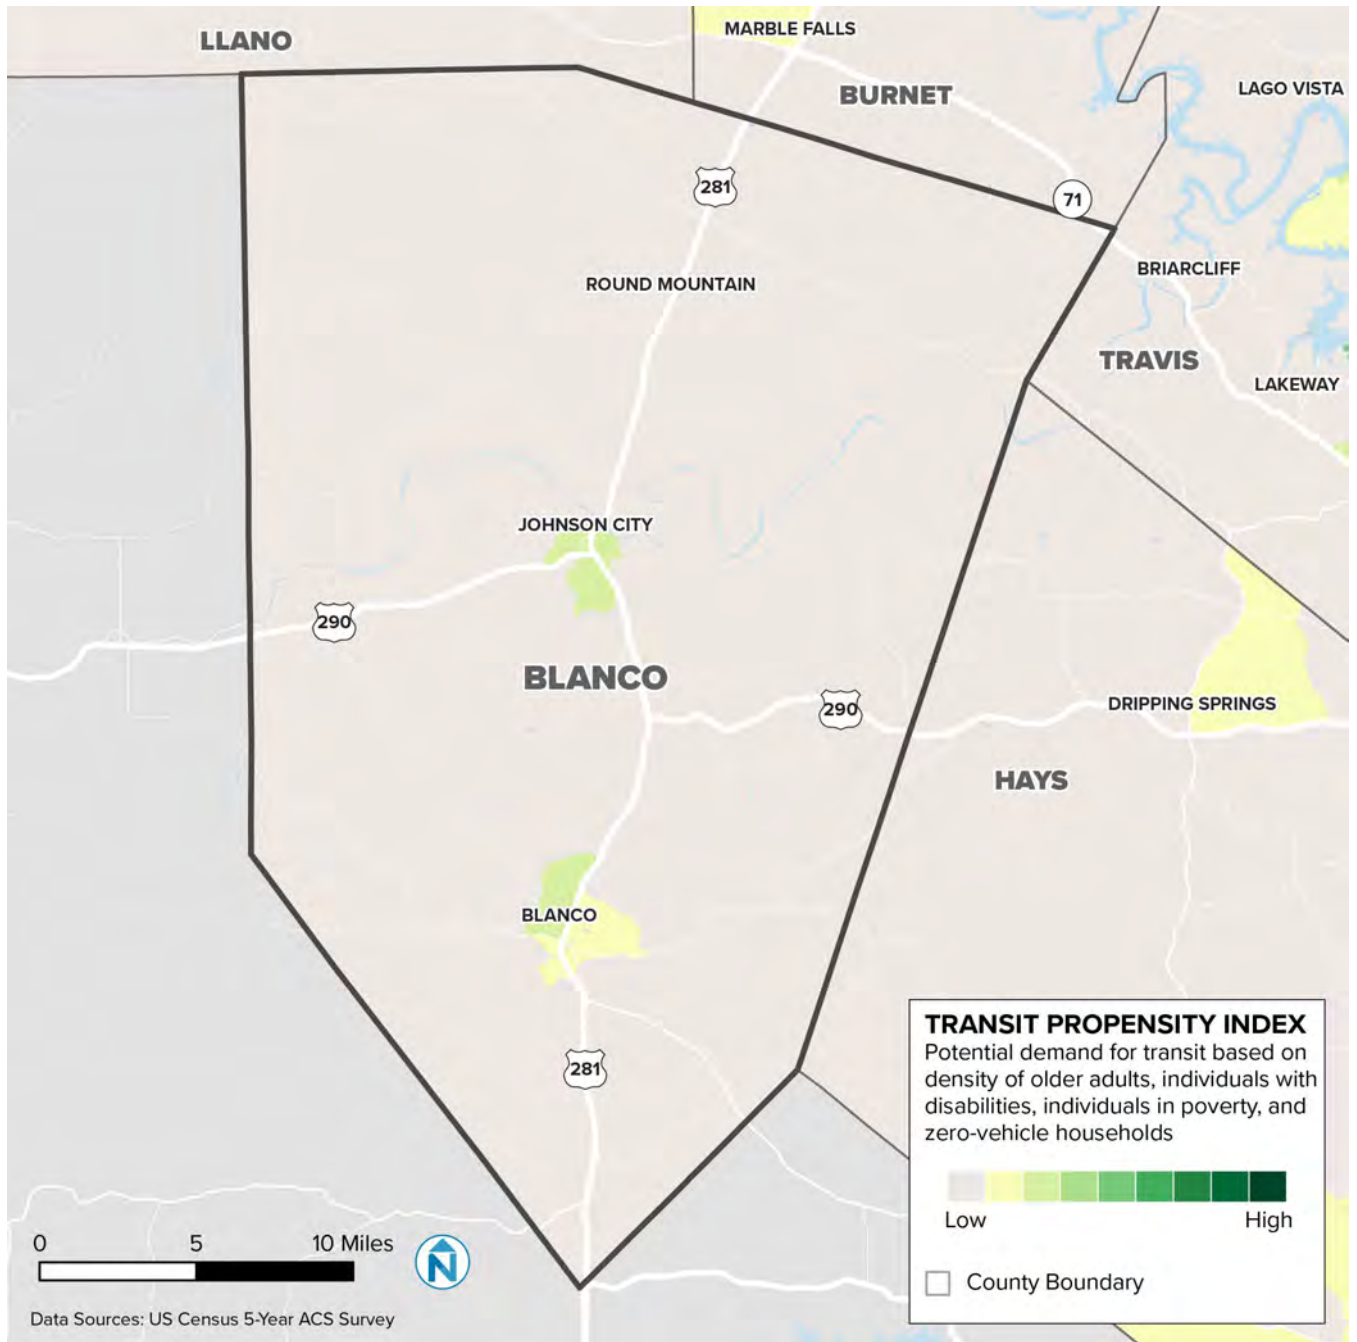 LLANO
MARBLE FALLS
BURNET
LAGO VISTA
281
71
BRIARCLIFF
ROUND MOUNTAIN
TRAVIS
LAKEWAY
JOHNSON CITY
290
BLANCO
290
DRIPPING SPRINGS
HAYS
BLANCO
281
TRANSIT PROPENSITY INDEX
Potential demand for transit based on
density of older adults, individuals with
disabilities, individuals in poverty, and
zero-vehicle households
Low High
County Boundary
0 5 10 Miles
N
Data Sources: US Census 5-Year ACS Survey